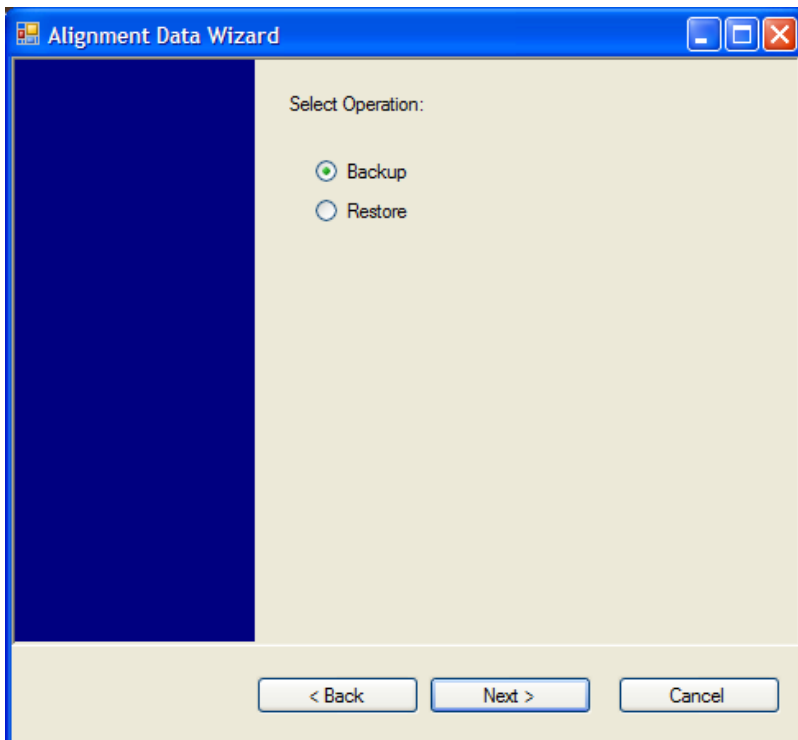 Alignment Data Wizard
Select Operation:
Backup
Restore
< Back Next > Cancel